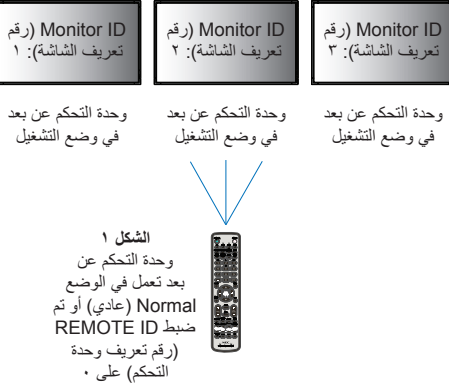 Monitor ID (رقم
تعريف الشاشة): ١
Monitor ID (رقم
تعريف الشاشة): ٢
Monitor ID (رقم
تعريف الشاشة): ٣
وحدة التحكم عن بعد
في وضع التشغيل
وحدة التحكم عن بعد
في وضع التشغيل
وحدة التحكم عن بعد
في وضع التشغيل
الشكل ١
وحدة التحكم عن
بعد تعمل في الوضع
Normal (عادي) أو تم
ضبط REMOTE ID
(رقم تعريف وحدة
التحكم) على ٠